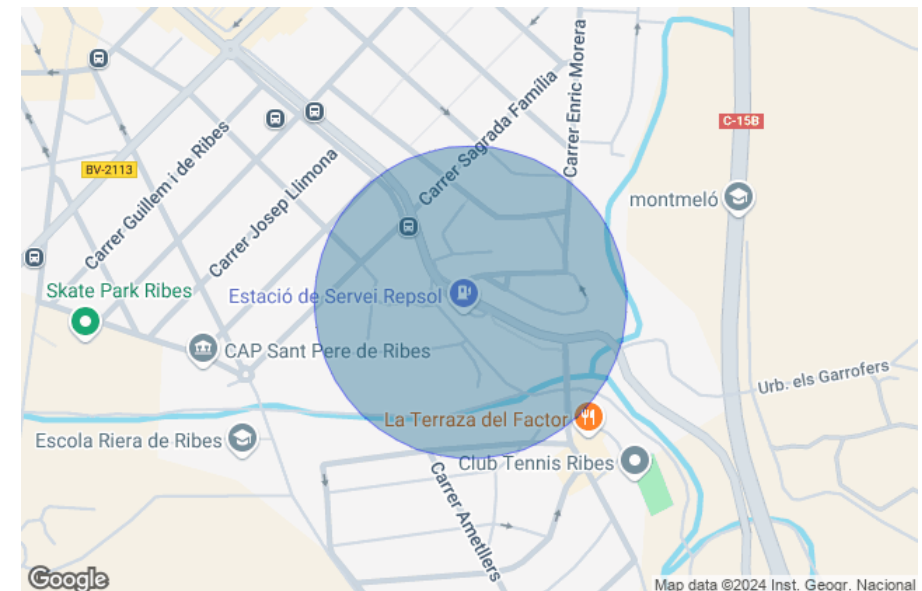 Carrer Enric Morera
Carrer Sagrada Família
C-15B
BV-2113
Carrer Guillem i de Ribes
Carrer Josep Llimona
montmeló
Skate Park Ribes
Estació de Servei Repsol
CAP Sant Pere de Ribes
Urb. els Garrofers
La Terraza del Factor
Escola Riera de Ribes
Club Tennis Ribes
Carrer Ametllers
Google
Map data ©2024 Inst. Geogr. Nacional